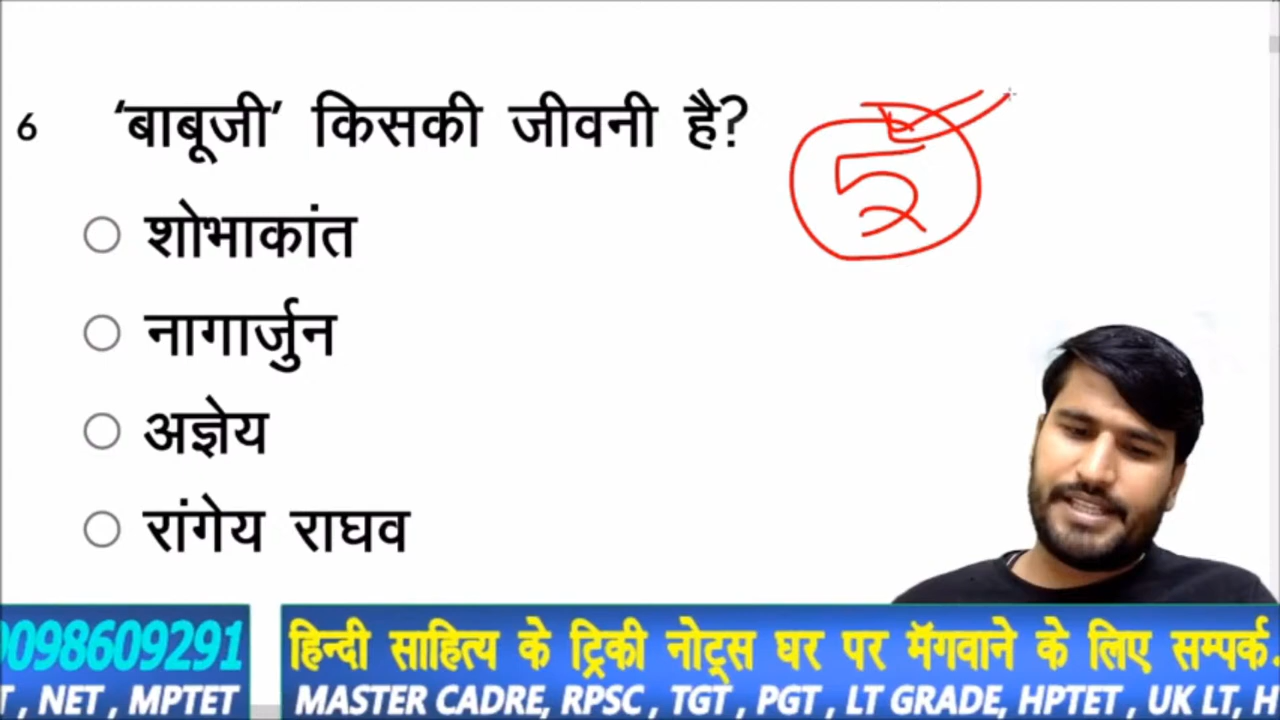 6 ‘बाबूजी’ किसकी जीवनी है?
शोभाकांत
नागार्जुन
अज्ञेय
रांगेय राघव
9098609291
हिन्दी साहित्य के ट्रिकी नोट्स घर पर मॅगवाने के लिए सम्पर्क.
T , NET , MPTET
MASTER CADRE, RPSC , TGT , PGT , LT GRADE, HPTET , UK LT, H